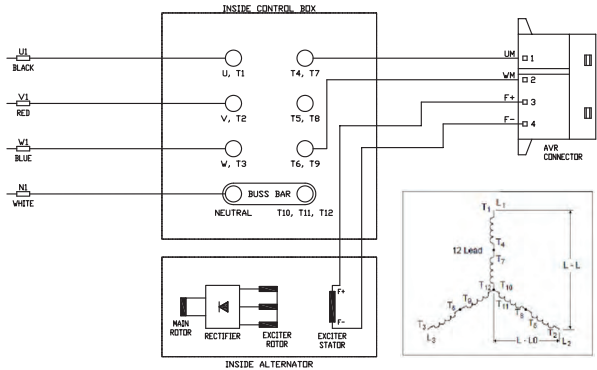 INSIDE CONTROL BOX
U1
BLACK
U, T1
T4, T7
UM
1
WM
2
V1
RED
V, T2
T5, T8
F+
3
F-
4
W1
BLUE
W, T3
T6, T9
AVR
CONNECTOR
N1
WHITE
BUSS BAR
NEUTRAL
T10, T11, T12
MAIN
ROTOR
RECTIFIER
EXCITER
ROTOR
F+
F-
EXCITER
STATOR
INSIDE ALTERNATOR
T1 L1
12 Lead
T4
T7
L - L
T12 T10
T9
T11
T6
T8
T5
T3
L3
T2
L2
L - L0